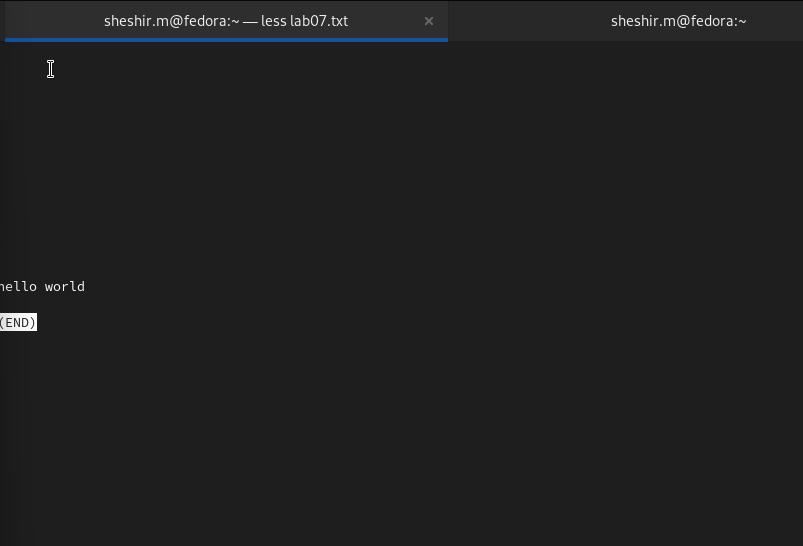 sheshir.m@fedora:~ — less lab07.txt
sheshir.m@fedora:~
hello world
(END)